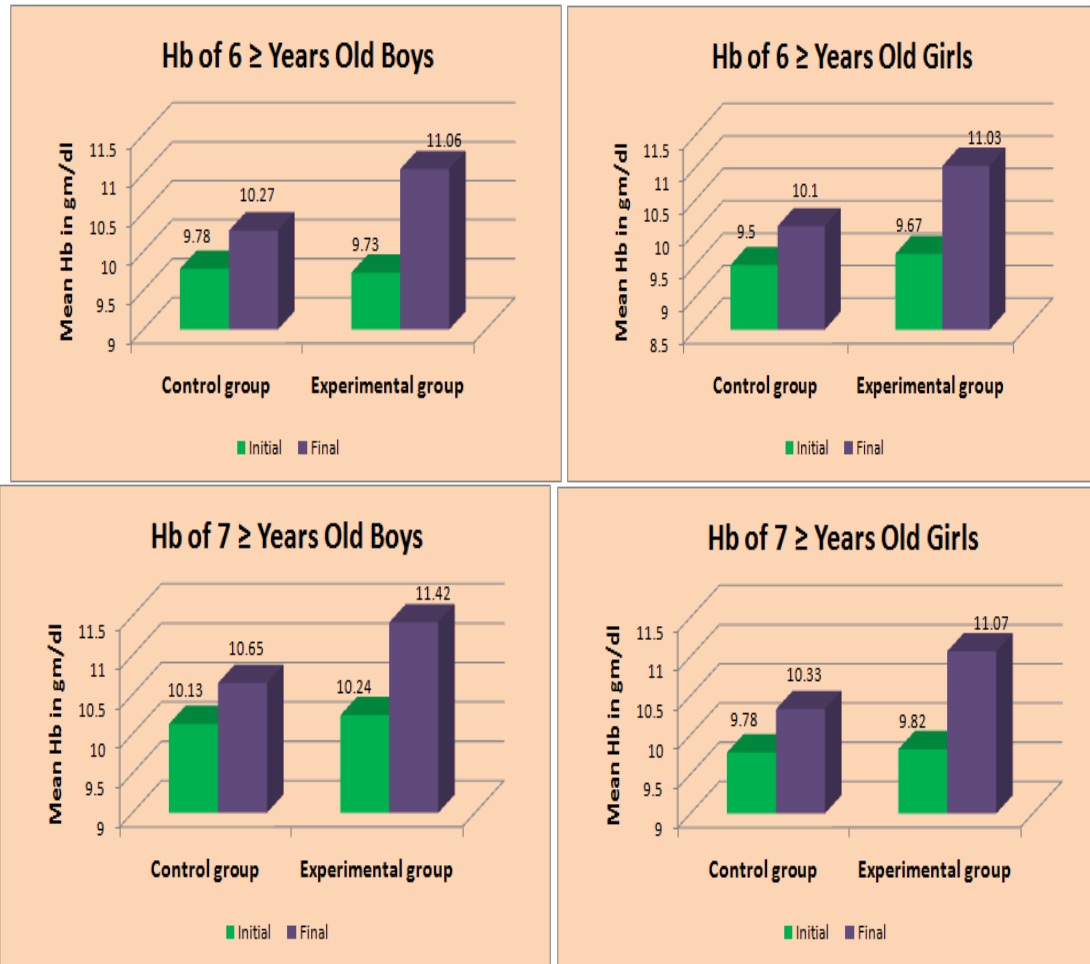 Hb of 6 ≥ Years Old Boys
Mean Hb in gm/dl
11.5
11
10.5
10
9.5
9
9.78
10.27
9.73
11.06
Control group Experimental group
Initial Final
Hb of 6 ≥ Years Old Girls
Mean Hb in gm/dl
11.5
11
10.5
10
9.5
9
8.5
9.5
10.1
9.67
11.03
Control group Experimental group
Initial Final
Hb of 7 ≥ Years Old Boys
Mean Hb in gm/dl
11.5
11
10.5
10
9.5
9
10.13
10.65
10.24
11.42
Control group Experimental group
Initial Final
Hb of 7 ≥ Years Old Girls
Mean Hb in gm/dl
11.5
11
10.5
10
9.5
9
9.78
10.33
9.82
11.07
Control group Experimental group
Initial Final